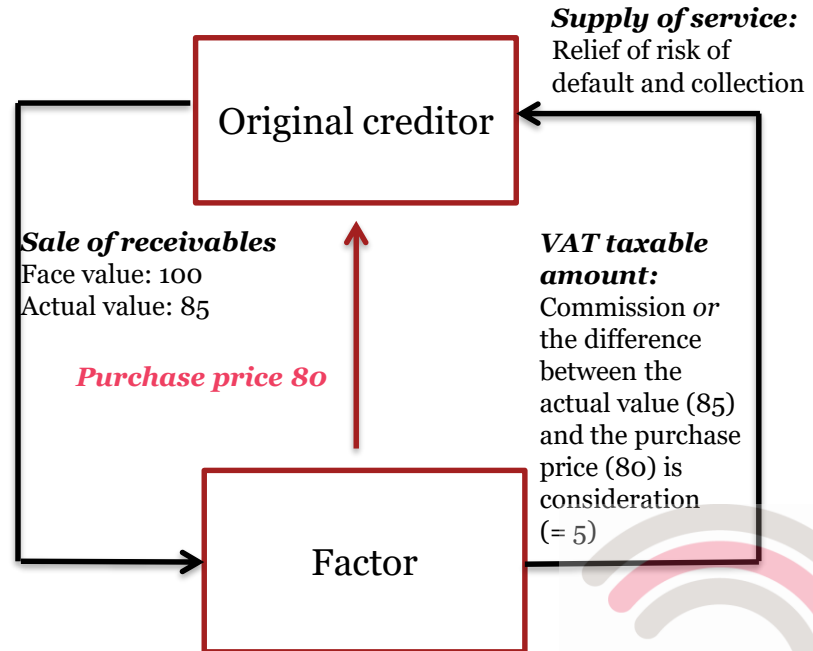 Supply of service:
Relief of risk of
default and collection
Original creditor
Sale of receivables
Face value: 100
Actual value: 85
Purchase price 80
VAT taxable
amount:
Commission or
the difference
between the
actual value (85)
and the purchase
price (80) is
consideration
(= 5)
Factor